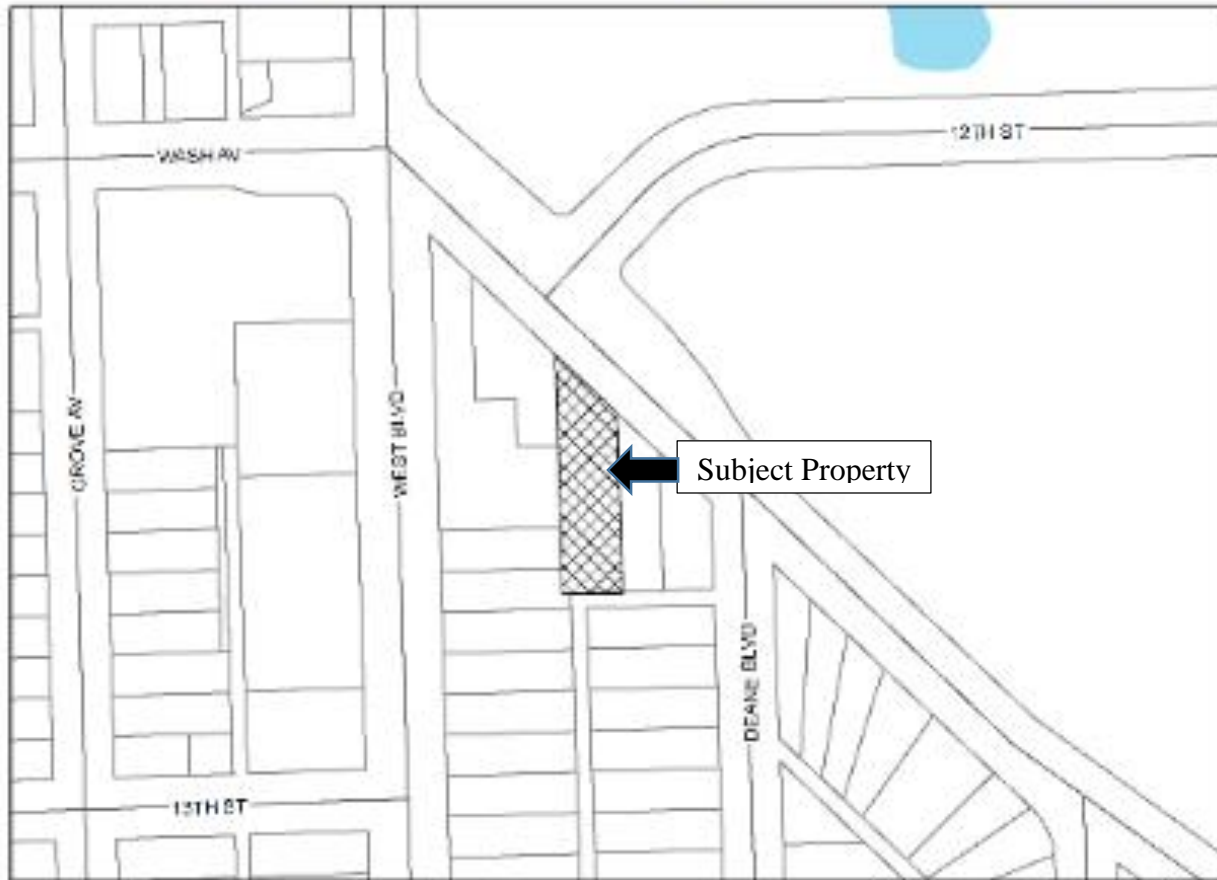 WASH AV
12TH ST
GROVE AV
WEST BLVD
Subject Property
DEANE BLVD
13TH ST